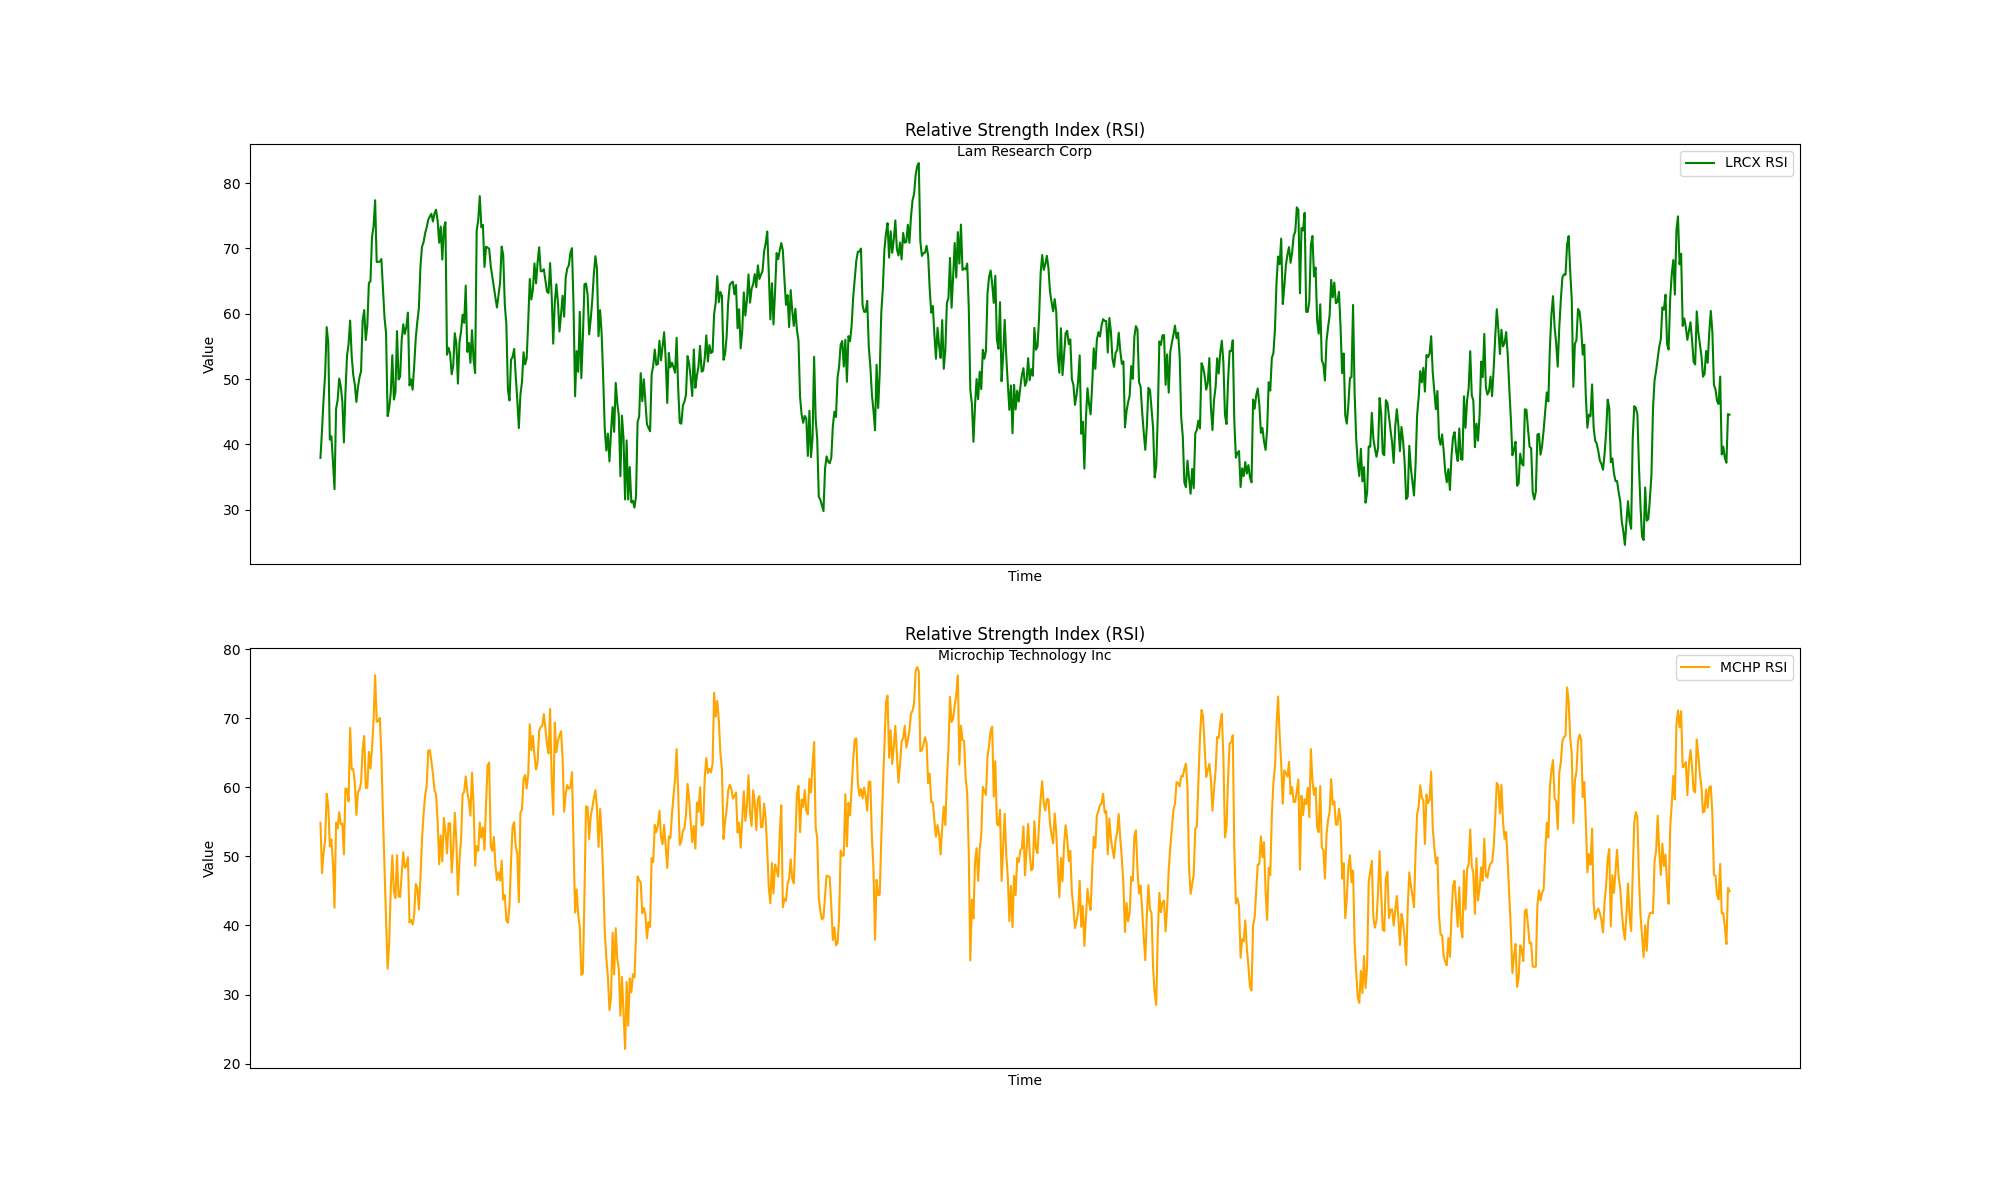 Relative Strength Index (RSI)
Lam Research Corp
LRCX RSI
80
70
60
50
40
30
Value
Time
Relative Strength Index (RSI)
Microchip Technology Inc
MCHP RSI
80
70
60
50
40
30
20
Value
Time